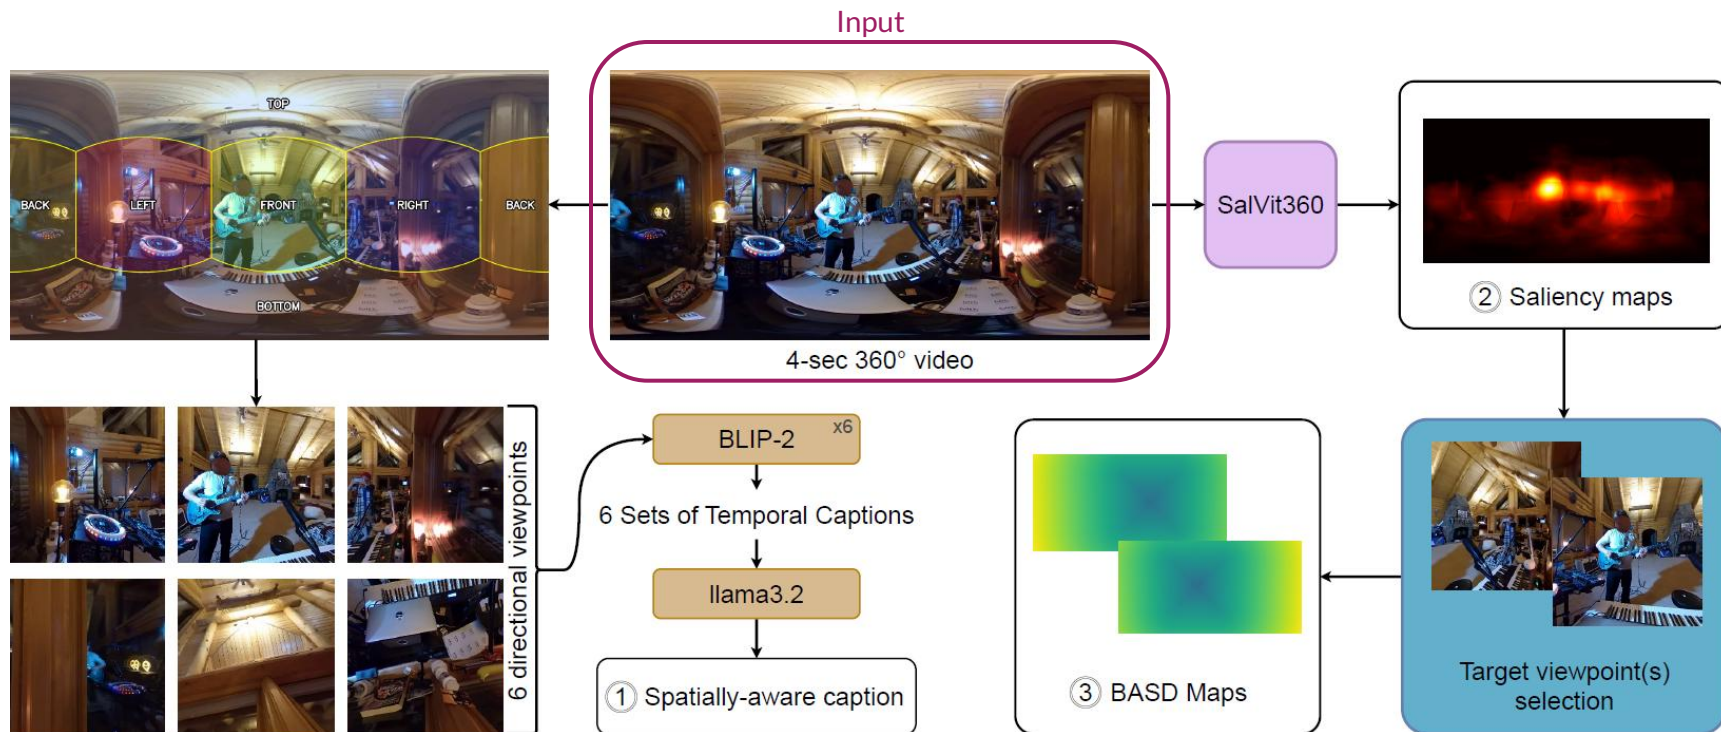 Input
TOP
BACK
LEFT
FRONT
RIGHT
BACK
BOTTOM
4-sec 360° video
SalVit360
2 Saliency maps
6 directional viewpoints
BLIP-2
x6
6 Sets of Temporal Captions
llama3.2
1 Spatially-aware caption
3 BASD Maps
Target viewpoint(s)
selection